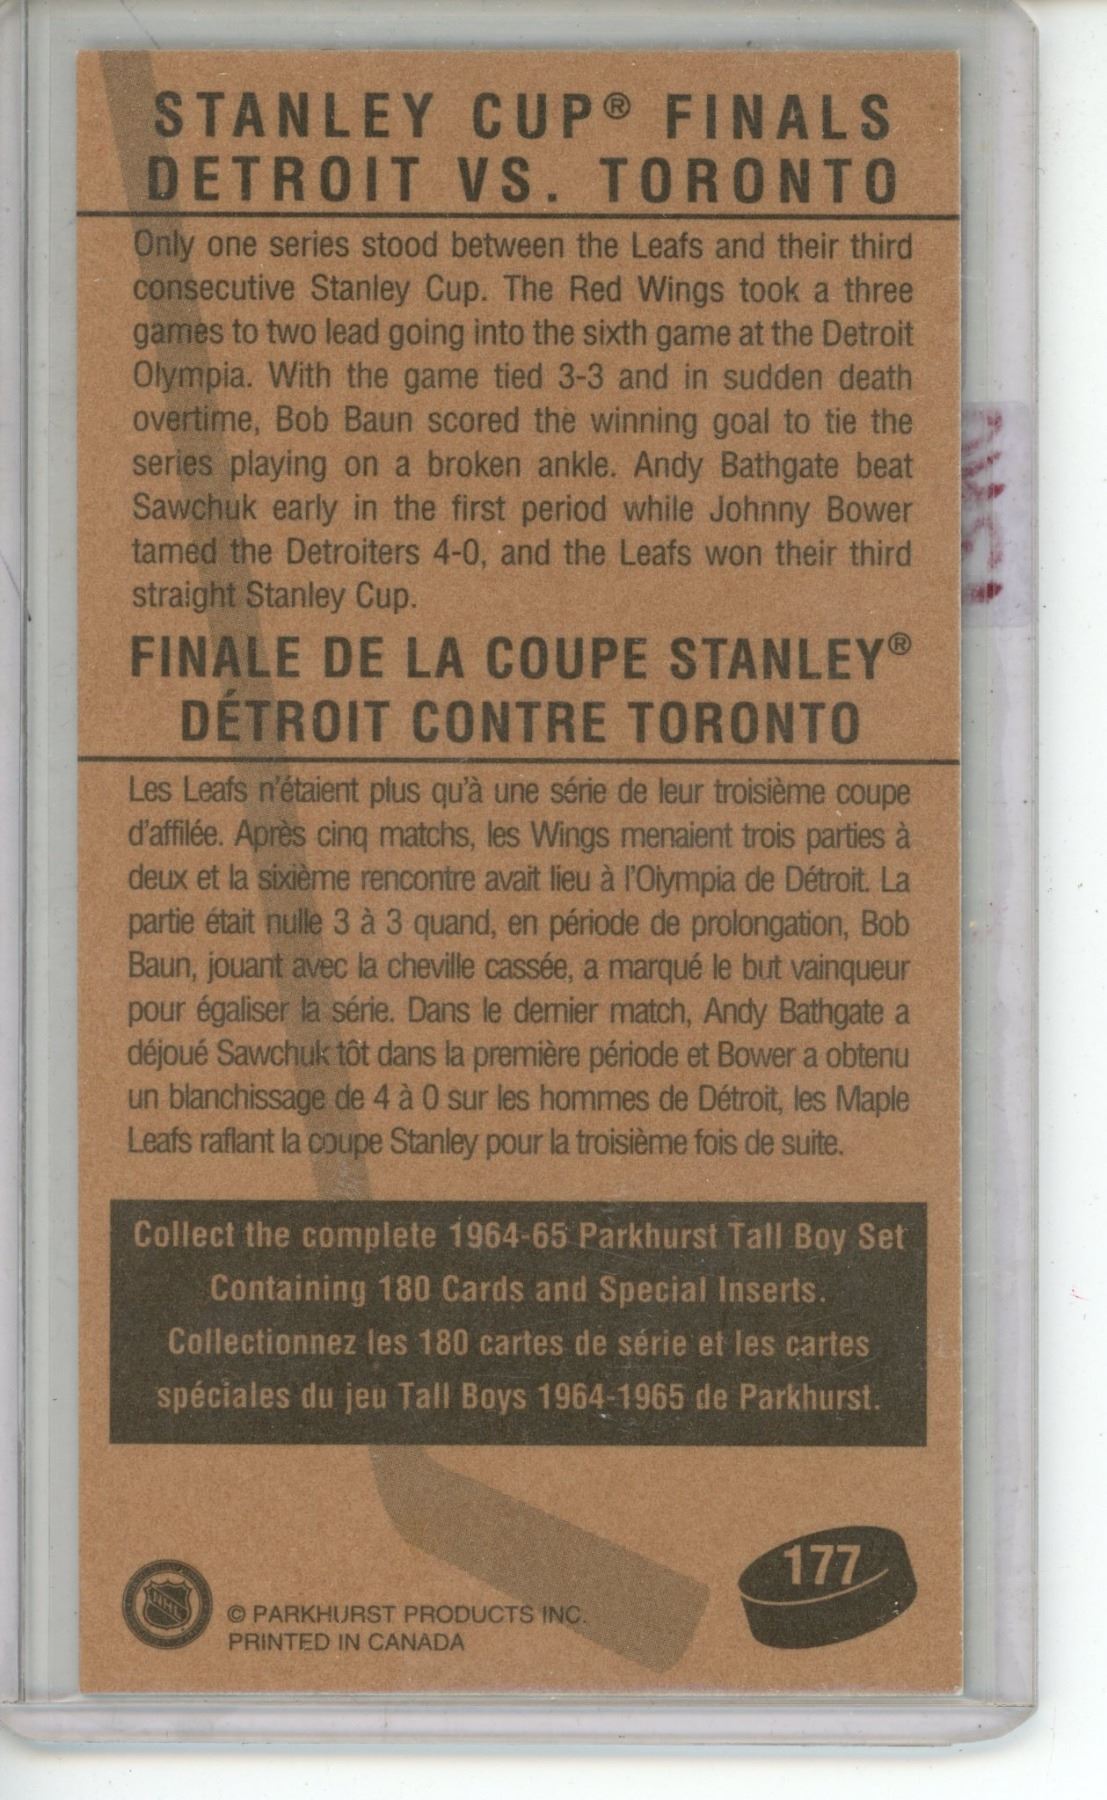 STANLEY CUP® FINALS
DETROIT VS. TORONTO
Only one series stood between the Leafs and their third
consecutive Stanley Cup. The Red Wings took a three
games to two lead going into the sixth game at the Detroit
Olympia. With the game tied 3-3 and in sudden death
overtime, Bob Baun scored the winning goal to tie the
series playing on a broken ankle. Andy Bathgate beat
Sawchuk early in the first period while Johnny Bower
tamed the Detroiters 4-0, and the Leafs won their third
straight Stanley Cup.
FINALE DE LA COUPE STANLEY®
DÉTROIT CONTRE TORONTO
Les Leafs n'étaient plus qu'à une série de leur troisième coupe
d'affilée. Après cinq matchs, les Wings menaient trois parties à
deux et la sixième rencontre avait lieu à l'Olympia de Détroit. La
partie était nulle 3 à 3 quand, en période de prolongation, Bob
Baun, jouant avec la cheville cassée, a marqué le but vainqueur
pour égaliser la série. Dans le dernier match, Andy Bathgate a
déjoué Sawchuk tôt dans la première période et Bower a obtenu
un blanchissage de 4 à 0 sur les hommes de Détroit, les Maple
Leafs raflant la coupe Stanley pour la troisième fois de suite.
Collect the complete 1964-65 Parkhurst Tall Boy Set
Containing 180 Cards and Special Inserts.
Collectionnez les 180 cartes de série et les cartes
spéciales du jeu Tall Boys 1964-1965 de Parkhurst.
177
NHL
© PARKHURST PRODUCTS INC.
PRINTED IN CANADA